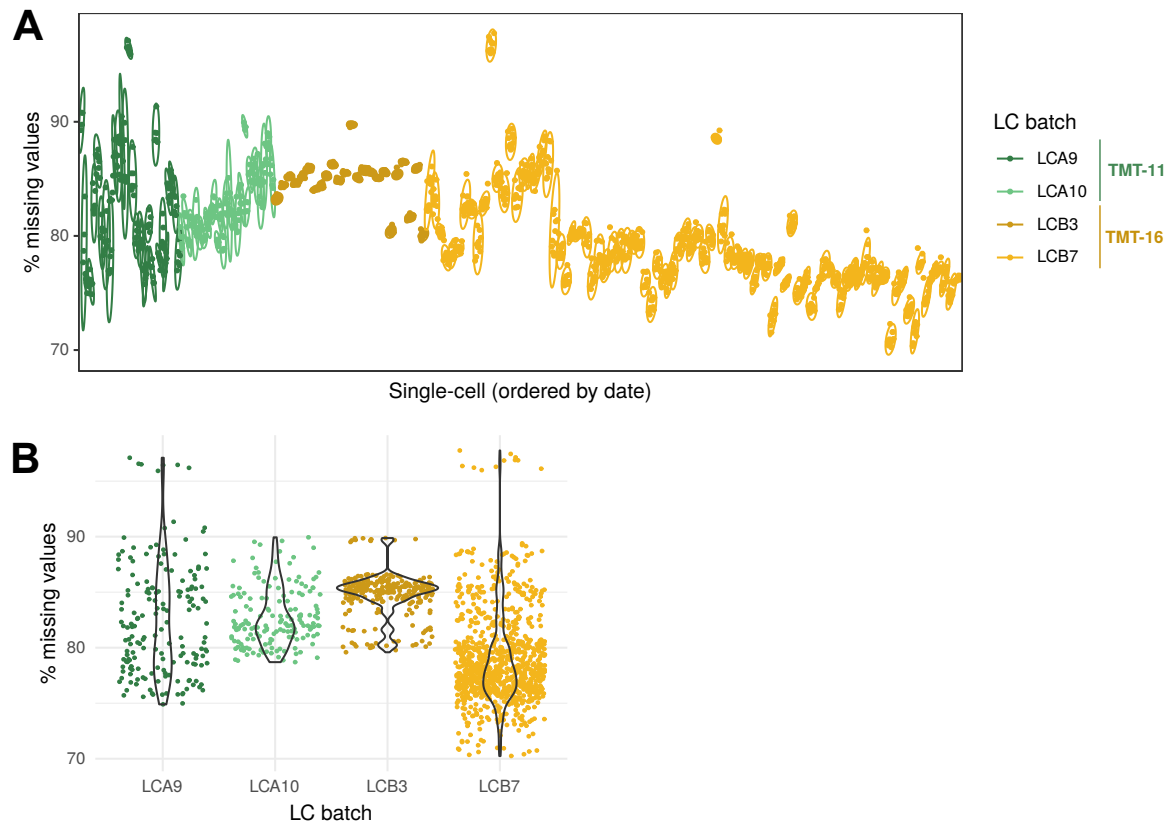 A
% missing values
90
80
70
Single-cell (ordered by date)
LC batch
LCA9
LCA10
LCB3
LCB7
TMT-11
TMT-16
B
% missing values
90
80
70
LCA9 LCA10 LCB3 LCB7
LC batch